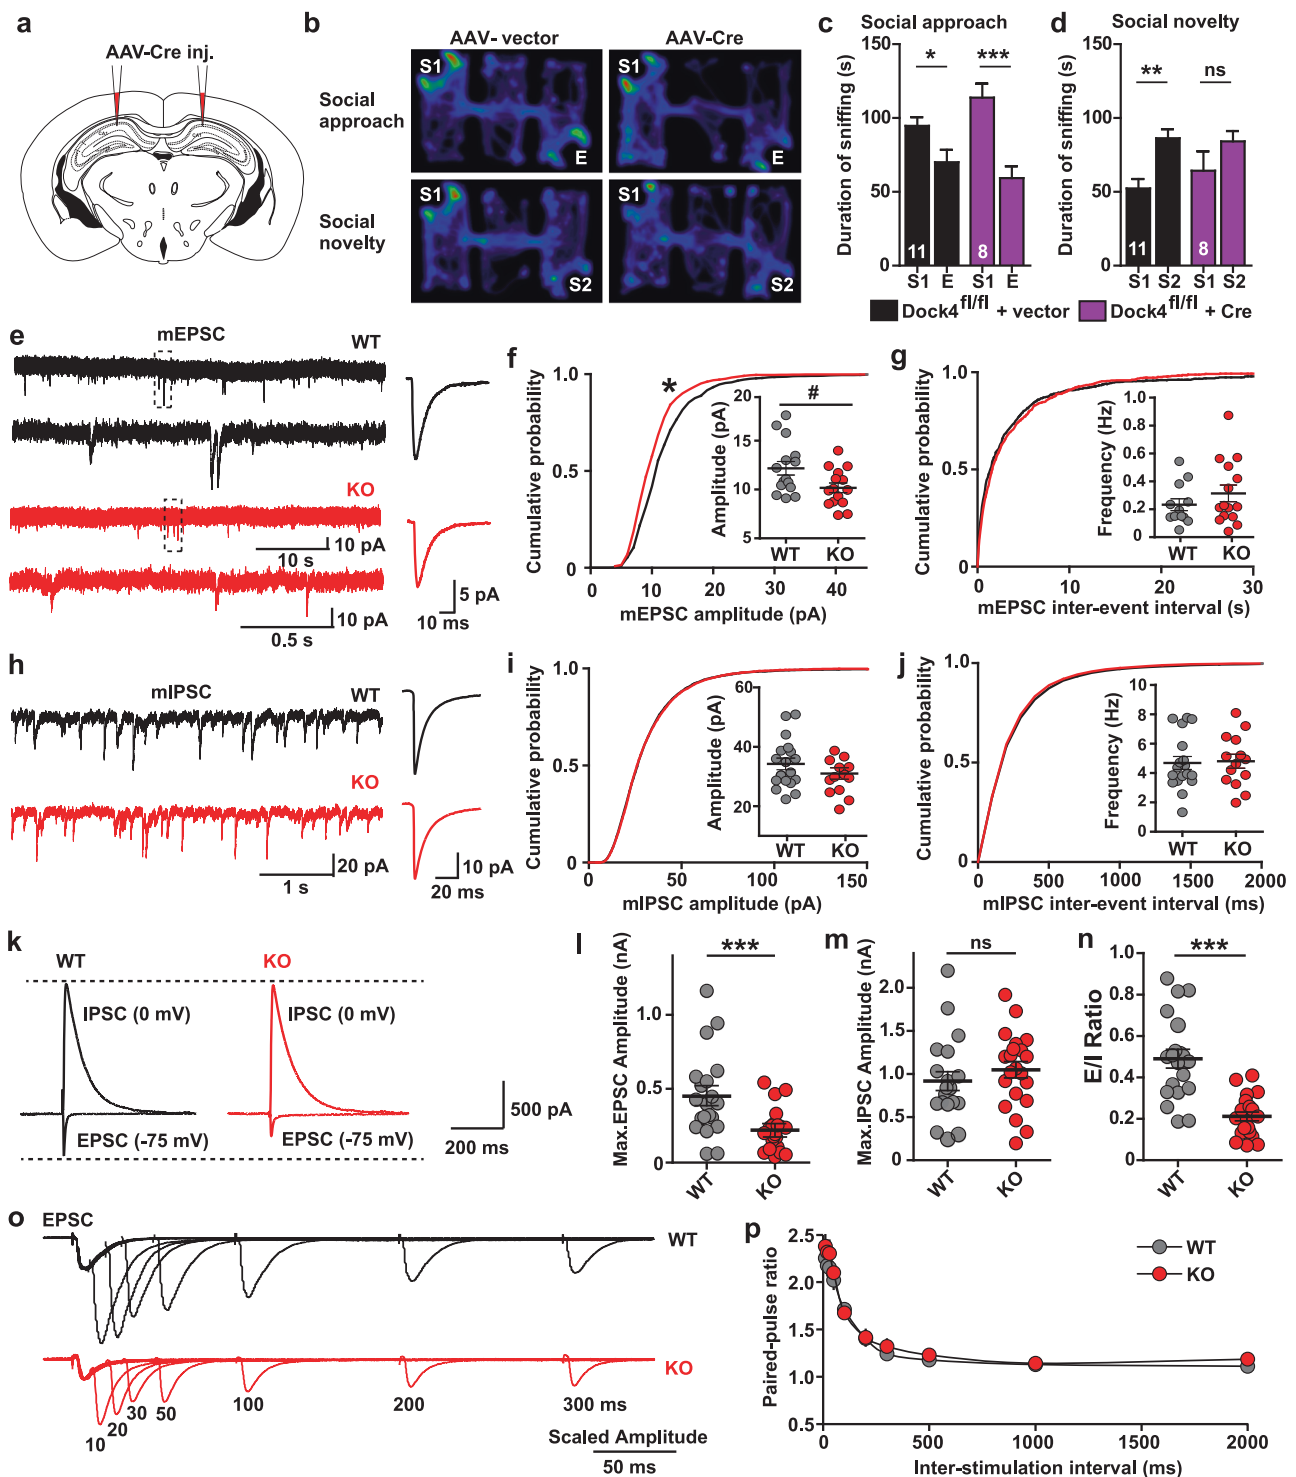 a
AAV-Cre inj.
CA1
b
AAV- vector
AAV-Cre
Social approach
S1
E
S1
E
Social novelty
S1
S2
S1
S2
c
Social approach
Duration of sniffing (s)
150
100
50
0
*
***
11
8
S1 E S1 E
d
Social novelty
Duration of sniffing (s)
150
100
50
0
**
ns
11
8
S1 S2 S1 S2
Dock4fl/fl + vector
Dock4fl/fl + Cre
e
mEPSC
WT
KO
10 pA
10 s
10 pA
0.5 s
5 pA
10 ms
f
Cumulative probability
1.0
0.5
0
*
Amplitude (pA)
20
15
10
5
#
WT KO
0 10 20 30 40
mEPSC amplitude (pA)
g
Cumulative probability
1.0
0.5
0
Frequency (Hz)
1.0
0.8
0.6
0.4
0.2
0
WT KO
0 10 20 30
mEPSC inter-event interval (s)
h
mIPSC
WT
KO
20 pA
1 s
10 pA
20 ms
i
Cumulative probability
1.0
0.5
0
Amplitude (pA)
60
40
20
WT KO
0 50 100 150
mIPSC amplitude (pA)
j
Cumulative probability
1.0
0.5
0
Frequency (Hz)
10
8
6
4
2
0
WT KO
0 500 1000 1500 2000
mIPSC inter-event interval (ms)
k
WT
KO
IPSC (0 mV)
IPSC (0 mV)
EPSC (-75 mV)
EPSC (-75 mV)
500 pA
200 ms
l
Max.EPSC Amplitude (nA)
1.0
0.5
0
***
WT KO
m
Max.IPSC Amplitude (nA)
2.0
1.5
1.0
0.5
0
ns
WT KO
n
E/I Ratio
1.0
0.8
0.6
0.4
0.2
0
***
WT KO
o
EPSC
WT
KO
10
20
30
50
100
200
300 ms
Scaled Amplitude
50 ms
p
Paired-pulse ratio
2.5
2.0
1.5
1.0
0.5
WT
KO
0 500 1000 1500 2000
Inter-stimulation interval (ms)